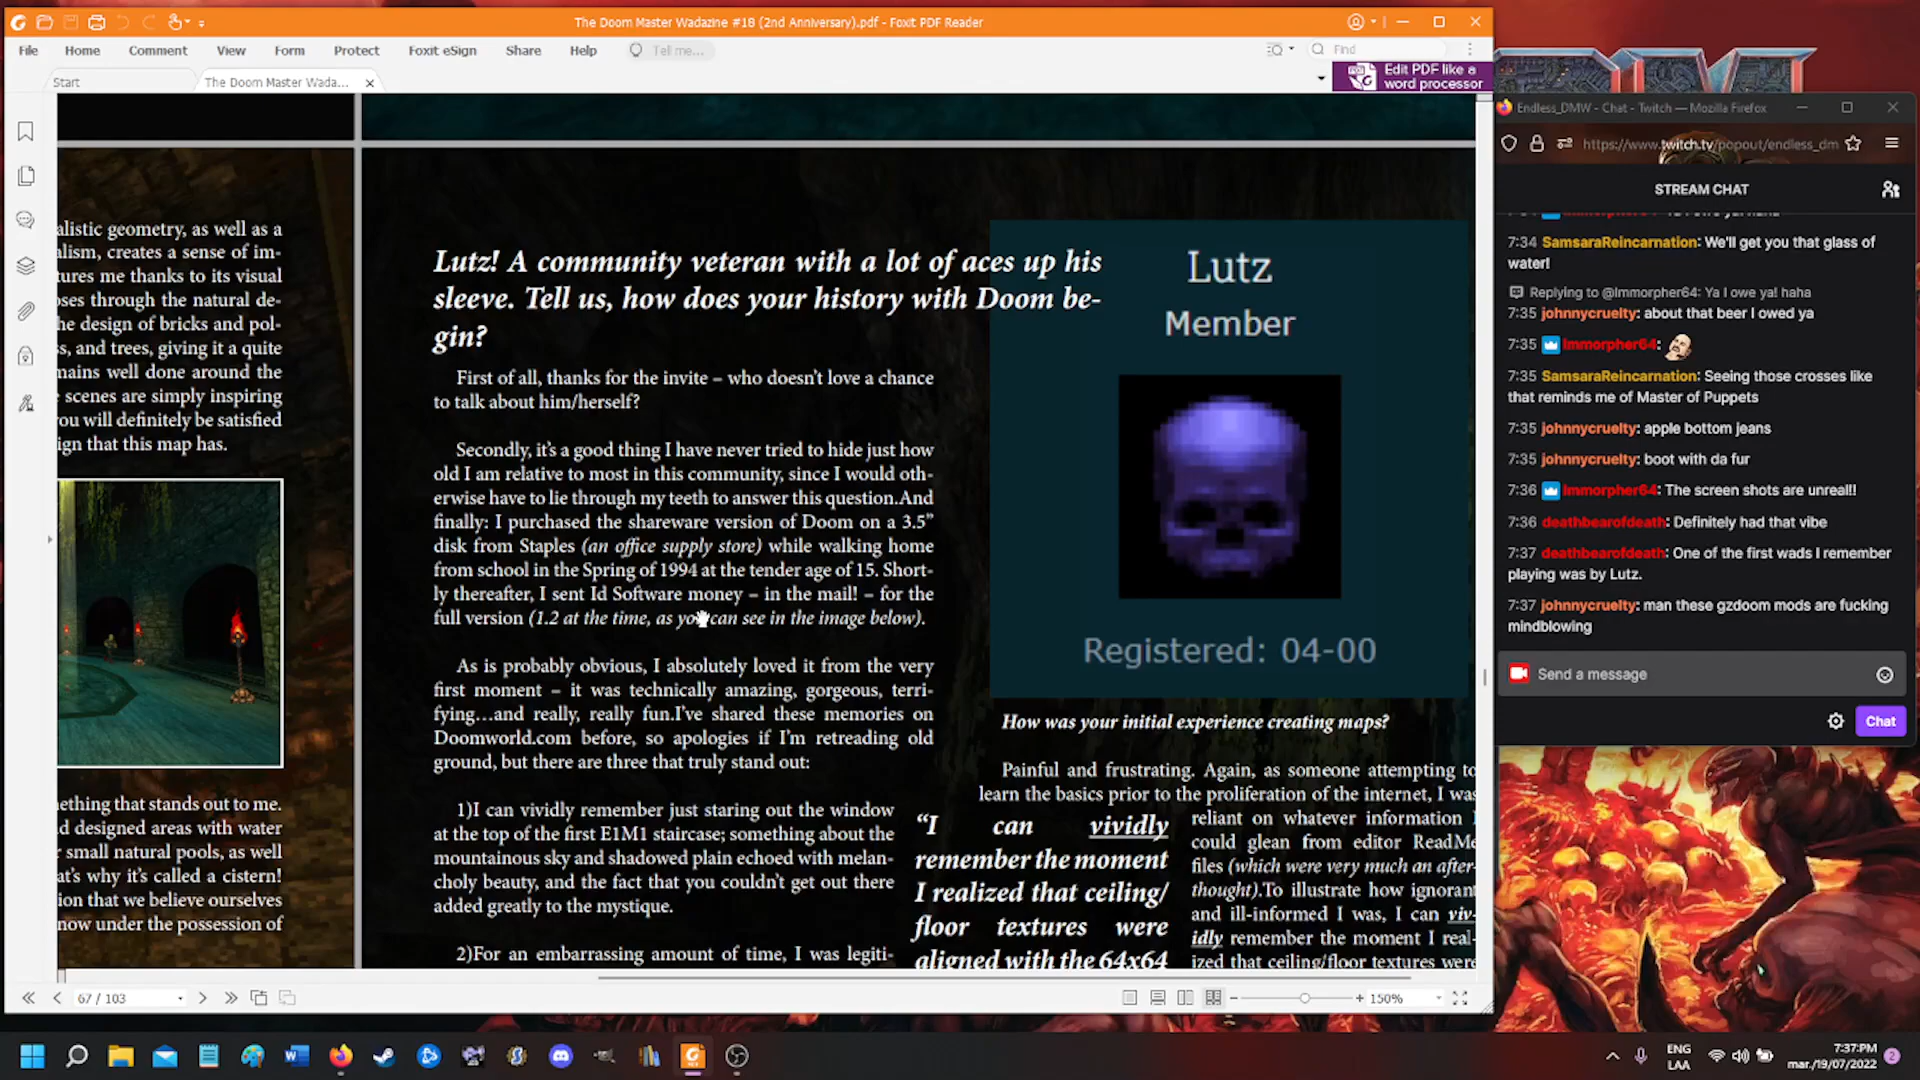 The Doom Master Wadazine #18 (2nd Anniversary).pdf - Foxit PDF Reader
File Home Comment View Form Protect Foxit eSign Share Help Tell me... Find
Start The Doom Master Wada...
Edit PDF like a
word processor
alistic geometry, as well as a
alism, creates a sense of im-
tures me thanks to its visual
oses through the natural de-
he design of bricks and pol-
ss, and trees, giving it a quite
mains well done around the
scenes are simply inspiring
you will definitely be satisfied
ign that this map has.
ething that stands out to me.
d designed areas with water
r small natural pools, as well
at's why it's called a cistern!
ion that we believe ourselves
now under the possession of
Lutz! A community veteran with a lot of aces up his
sleeve. Tell us, how does your history with Doom be-
gin?
First of all, thanks for the invite – who doesn't love a chance
to talk about him/herself?
Secondly, it's a good thing I have never tried to hide just how
old I am relative to most in this community, since I would oth-
erwise have to lie through my teeth to answer this question.And
finally: I purchased the shareware version of Doom on a 3.5”
disk from Staples (an office supply store) while walking home
from school in the Spring of 1994 at the tender age of 15. Short-
ly thereafter, I sent Id Software money – in the mail! – for the
full version (1.2 at the time, as you can see in the image below).
As is probably obvious, I absolutely loved it from the very
first moment – it was technically amazing, gorgeous, terri-
fying…and really, really fun.I've shared these memories on
Doomworld.com before, so apologies if I'm retreading old
ground, but there are three that truly stand out:
1)I can vividly remember just staring out the window
at the top of the first E1M1 staircase; something about the
mountainous sky and shadowed plain echoed with melan-
choly beauty, and the fact that you couldn't get out there
added greatly to the mystique.
2)For an embarrassing amount of time, I was legiti-
Lutz
Member
Registered: 04-00
How was your initial experience creating maps?
Painful and frustrating. Again, as someone attempting to
learn the basics prior to the proliferation of the internet, I was
reliant on whatever information I
could glean from editor ReadMe
files (which were very much an after-
thought).To illustrate how ignorant
and ill-informed I was, I can viv-
idly remember the moment I real-
ized that ceiling/floor textures were
“I can vividly
remember the moment
I realized that ceiling/
floor textures were
aligned with the 64x64
67 / 103
150%
Endless_DMW - Chat - Twitch — Mozilla Firefox
https://www.twitch.tv/popout/endless_dm
STREAM CHAT
7:34 SamsaraReincarnation: We'll get you that glass of
water!
Replying to @Immorpher64: Ya I owe ya! haha
7:35 johnnycruelty: about that beer I owed ya
7:35 Immorpher64:
7:35 SamsaraReincarnation: Seeing those crosses like
that reminds me of Master of Puppets
7:35 johnnycruelty: apple bottom jeans
7:35 johnnycruelty: boot with da fur
7:36 Immorpher64: The screen shots are unreal!!
7:36 deathbearofdeath: Definitely had that vibe
7:37 deathbearofdeath: One of the first wads I remember
playing was by Lutz.
7:37 johnnycruelty: man these gzdoom mods are fucking
mindblowing
Send a message
Chat
ENG
LAA
7:37 PM
mar./19/07/2022
2